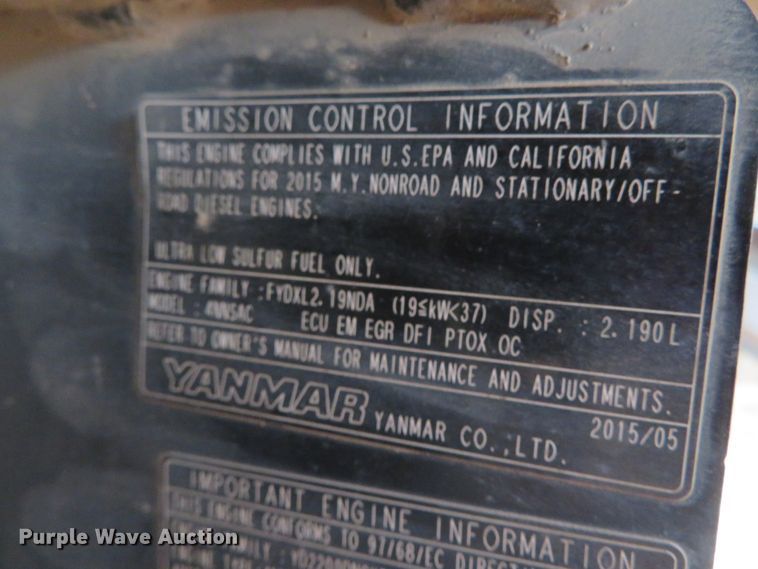 EMISSION CONTROL INFORMATION
THIS ENGINE COMPLIES WITH U.S.EPA AND CALIFORNIA
REGULATIONS FOR 2015 M.Y.NONROAD AND STATIONARY/OFF-
ROAD DIESEL ENGINES.
ULTRA LOW SULFUR FUEL ONLY.
ENGINE FAMILY :FYDXL2.19NDA (19≤kW<37) DISP. : 2.190L
MODEL : ECU EM EGR DFI PTOX OC
REFER TO OWNER'S MANUAL FOR MAINTENANCE AND ADJUSTMENTS.
YANMAR YANMAR CO.,LTD. 2015/05
IMPORTANT ENGINE INFORMATION
THIS ENGINE CONFORMS TO 97/68/EC
FAMILY :
Purple Wave Auction